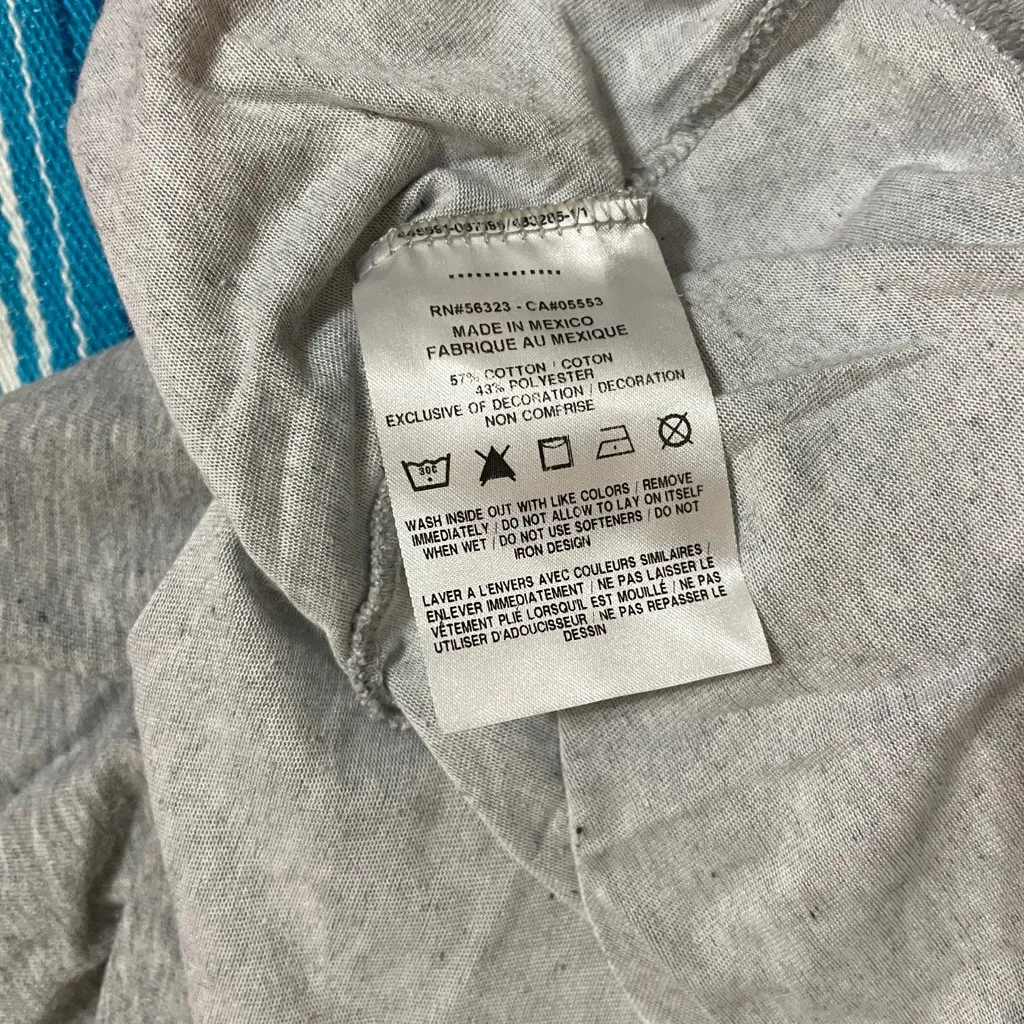 RN#56323 - CA#05553
MADE IN MEXICO
FABRIQUE AU MEXIQUE
57% COTTON / COTON
43% POLYESTER
EXCLUSIVE OF DECORATION / DECORATION
NON COMFRISE
30C
WASH INSIDE OUT WITH LIKE COLORS / REMOVE
IMMEDIATELY / DO NOT ALLOW TO LAY ON ITSELF
WHEN WET / DO NOT USE SOFTENERS / DO NOT
IRON DESIGN
LAVER A L'ENVERS AVEC COULEURS SIMILAIRES /
ENLEVER IMMEDIATEMENT / NE PAS LAISSER LE
VÊTEMENT PLIÉ LORSQU'IL EST MOUILLÉ / NE PAS
UTILISER D'ADOUCISSEUR / NE PAS REPASSER LE
DESSIN